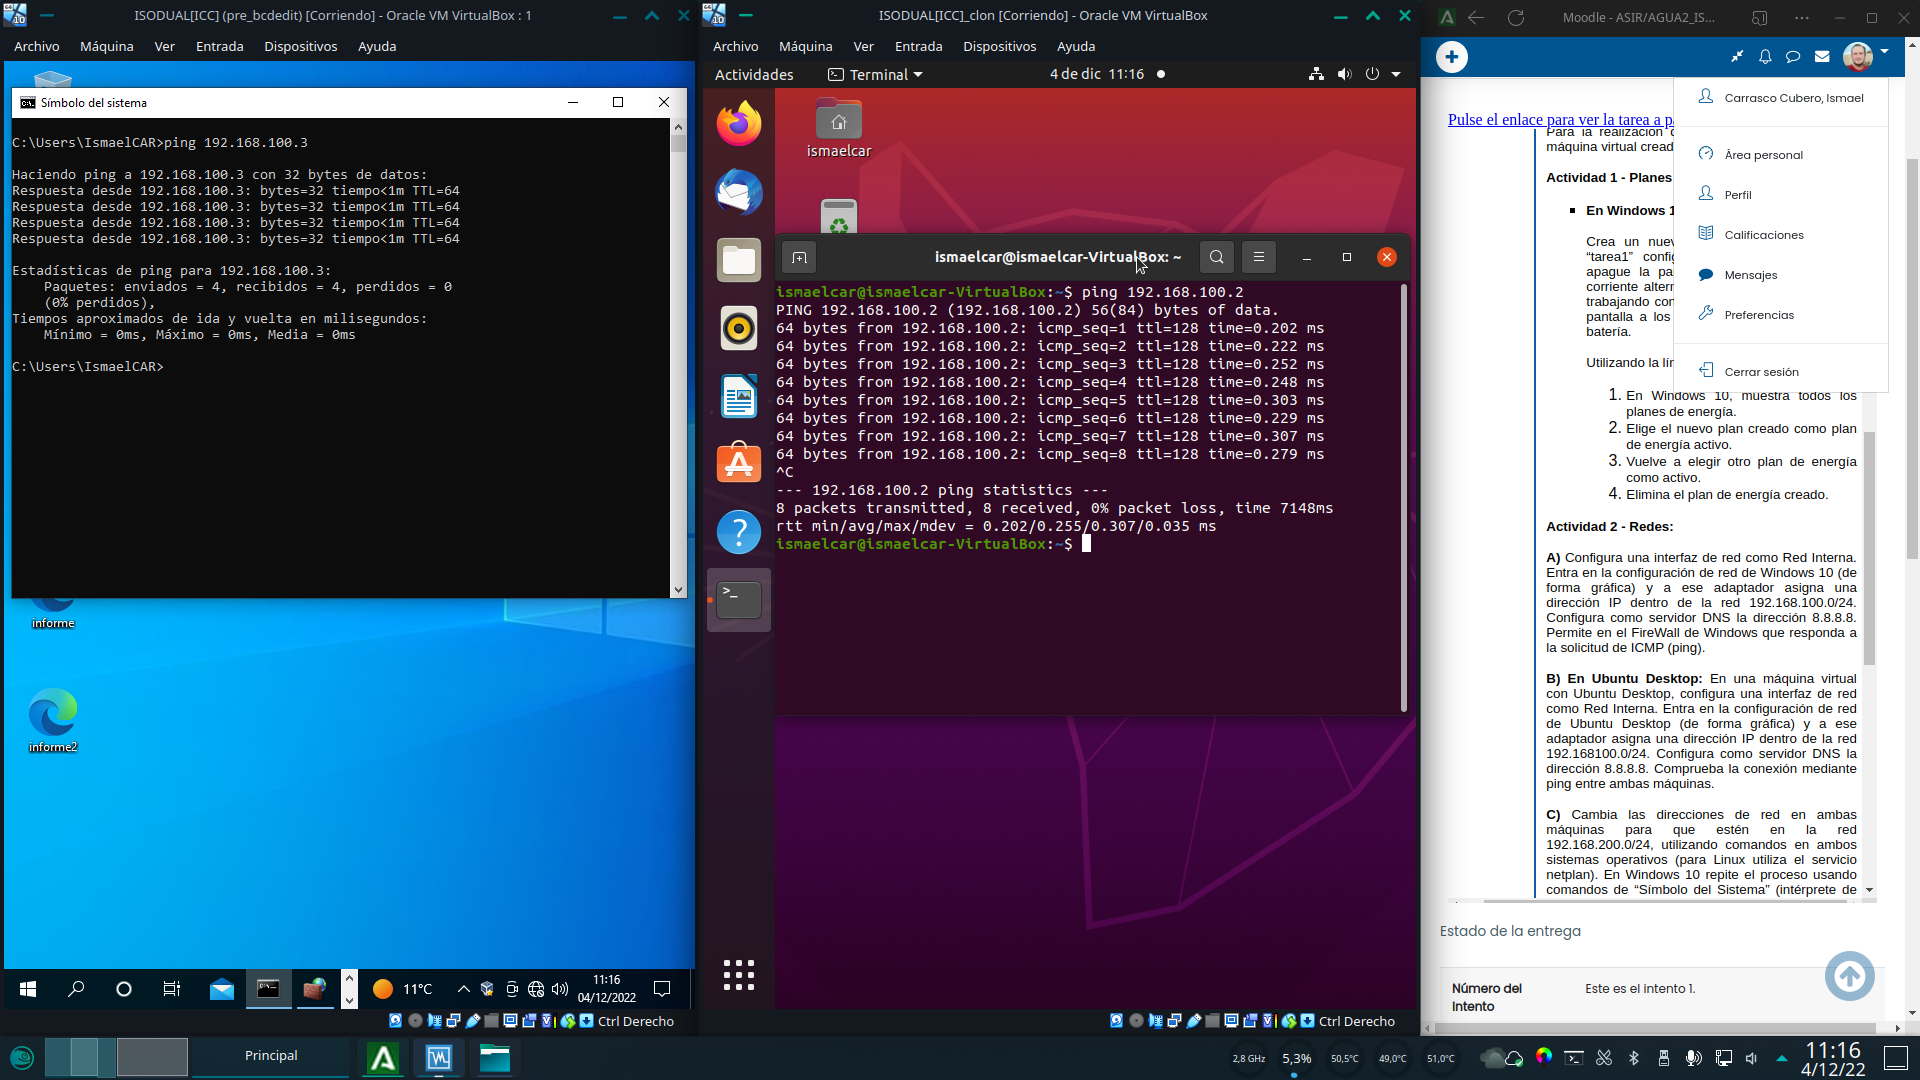 ISODUAL[ICC] (pre_bcdedit) [Corriendo] - Oracle VM VirtualBox : 1
Archivo Máquina Ver Entrada Dispositivos Ayuda
Símbolo del sistema
C:\Users\IsmaelCAR>ping 192.168.100.3
Haciendo ping a 192.168.100.3 con 32 bytes de datos:
Respuesta desde 192.168.100.3: bytes=32 tiempo<1m TTL=64
Respuesta desde 192.168.100.3: bytes=32 tiempo<1m TTL=64
Respuesta desde 192.168.100.3: bytes=32 tiempo<1m TTL=64
Respuesta desde 192.168.100.3: bytes=32 tiempo<1m TTL=64
Estadísticas de ping para 192.168.100.3:
Paquetes: enviados = 4, recibidos = 4, perdidos = 0
(0% perdidos),
Tiempos aproximados de ida y vuelta en milisegundos:
Mínimo = 0ms, Máximo = 0ms, Media = 0ms
C:\Users\IsmaelCAR>
informe
informe2
11°C
11:16
04/12/2022
Ctrl Derecho
ISODUAL[ICC]_clon [Corriendo] - Oracle VM VirtualBox
Archivo Máquina Ver Entrada Dispositivos Ayuda
Actividades Terminal 4 de dic 11:16
ismaelcar
ismaelcar@ismaelcar-VirtualBox: ~
ismaelcar@ismaelcar-VirtualBox:~$ ping 192.168.100.2
PING 192.168.100.2 (192.168.100.2) 56(84) bytes of data.
64 bytes from 192.168.100.2: icmp_seq=1 ttl=128 time=0.202 ms
64 bytes from 192.168.100.2: icmp_seq=2 ttl=128 time=0.222 ms
64 bytes from 192.168.100.2: icmp_seq=3 ttl=128 time=0.252 ms
64 bytes from 192.168.100.2: icmp_seq=4 ttl=128 time=0.248 ms
64 bytes from 192.168.100.2: icmp_seq=5 ttl=128 time=0.303 ms
64 bytes from 192.168.100.2: icmp_seq=6 ttl=128 time=0.229 ms
64 bytes from 192.168.100.2: icmp_seq=7 ttl=128 time=0.307 ms
64 bytes from 192.168.100.2: icmp_seq=8 ttl=128 time=0.279 ms
^C
--- 192.168.100.2 ping statistics ---
8 packets transmitted, 8 received, 0% packet loss, time 7148ms
rtt min/avg/max/mdev = 0.202/0.255/0.307/0.035 ms
ismaelcar@ismaelcar-VirtualBox:~$
Ctrl Derecho
Moodle - ASIR/AGUA2_IS...
Carrasco Cubero, Ismael
Área personal
Perfil
Calificaciones
Mensajes
Preferencias
Cerrar sesión
Pulse el enlace para ver la tarea a p
Para la realización
máquina virtual cread
Actividad 1 - Planes
En Windows 1
Crea un nuev
"tarea1" config
apague la pa
corriente altern
trabajando con
pantalla a los
batería.
Utilizando la lín
1. En Windows 10, muestra todos los
planes de energía.
2. Elige el nuevo plan creado como plan
de energía activo.
3. Vuelve a elegir otro plan de energía
como activo.
4. Elimina el plan de energía creado.
Actividad 2 - Redes:
A) Configura una interfaz de red como Red Interna.
Entra en la configuración de red de Windows 10 (de
forma gráfica) y a ese adaptador asigna una
dirección IP dentro de la red 192.168.100.0/24.
Configura como servidor DNS la dirección 8.8.8.8.
Permite en el FireWall de Windows que responda a
la solicitud de ICMP (ping).
B) En Ubuntu Desktop: En una máquina virtual
con Ubuntu Desktop, configura una interfaz de red
como Red Interna. Entra en la configuración de red
de Ubuntu Desktop (de forma gráfica) y a ese
adaptador asigna una dirección IP dentro de la red
192.168100.0/24. Configura como servidor DNS la
dirección 8.8.8.8. Comprueba la conexión mediante
ping entre ambas máquinas.
C) Cambia las direcciones de red en ambas
máquinas para que estén en la red
192.168.200.0/24, utilizando comandos en ambos
sistemas operativos (para Linux utiliza el servicio
netplan). En Windows 10 repite el proceso usando
comandos de "Símbolo del Sistema" (intérprete de
Estado de la entrega
Número del
Intento
Este es el intento 1.
Principal
2,8 GHz
5,3%
50,5°C
49,0°C
51,0°C
11:16
4/12/22